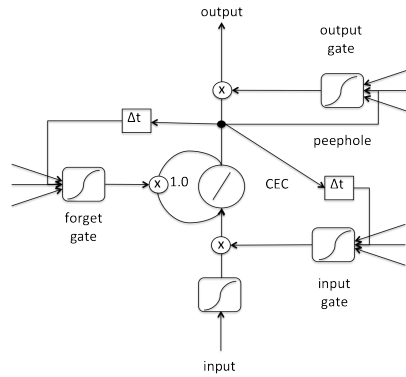 output
output
gate
x
Δt
peephole
x
1.0
CEC
Δt
forget
gate
x
input
gate
input